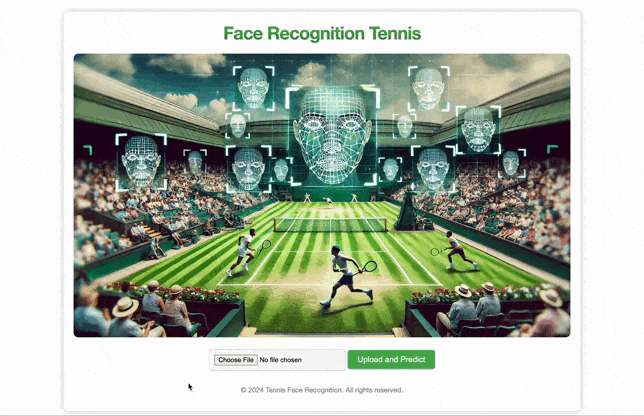 Face Recognition Tennis
Choose File No file chosen Upload and Predict
© 2024 Tennis Face Recognition. All rights reserved.